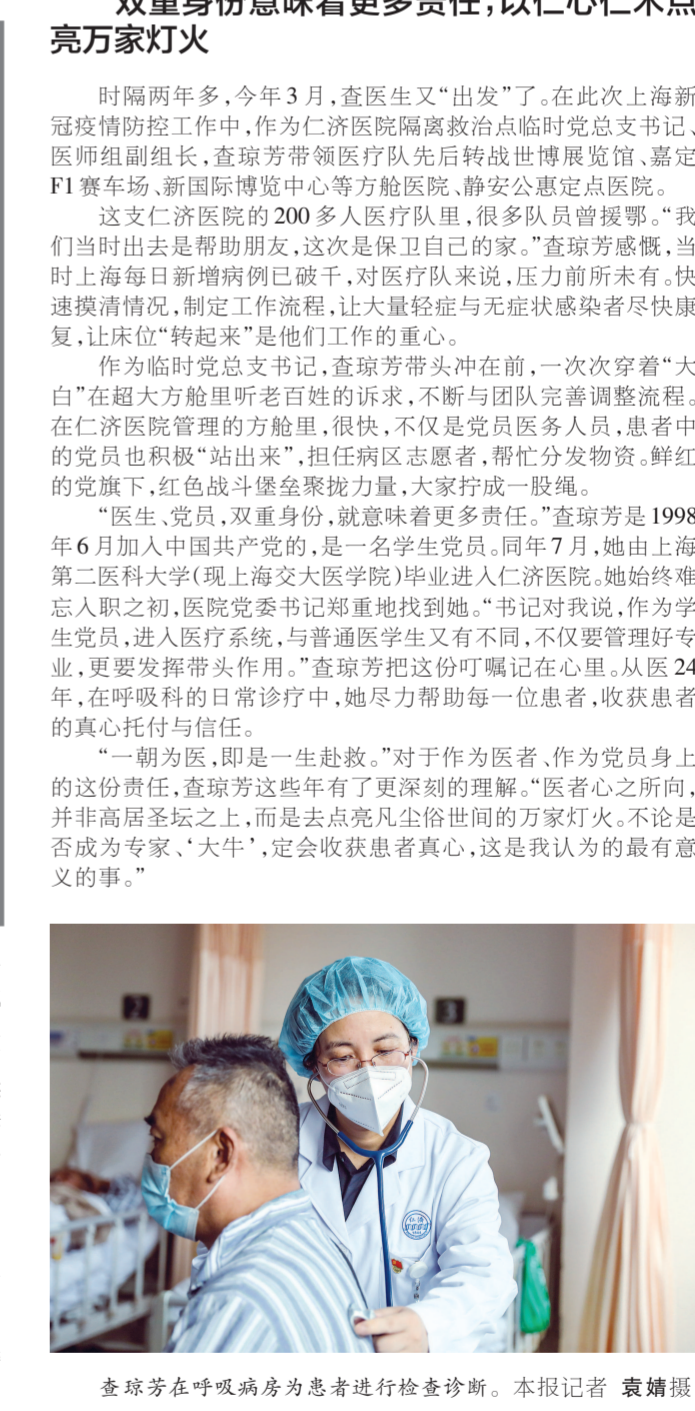 双重身份意味着更多责任，以仁心仁术点
亮万家灯火
时隔两年多，今年3月，查医生又“出发”了。在此次上海新
冠疫情防控工作中，作为仁济医院隔离救治点临时党总支书记、
医师组副组长，查琼芳带领医疗队先后转战世博展览馆、嘉定
F1赛车场、新国际博览中心等方舱医院、静安公惠定点医院。
这支仁济医院的200多人医疗队里，很多队员曾援鄂。“我
们当时出去是帮助朋友，这次是保卫自己的家。”查琼芳感慨，当
时上海每日新增病例已破千，对医疗队来说，压力前所未有。快
速摸清情况，制定工作流程，让大量轻症与无症状感染者尽快康
复，让床位“转起来”是他们工作的重心。
作为临时党总支书记，查琼芳带头冲在前，一次次穿着“大
白”在超大方舱里听老百姓的诉求，不断与团队完善调整流程。
在仁济医院管理的方舱里，很快，不仅是党员医务人员，患者中
的党员也积极“站出来”，担任病区志愿者，帮忙分发物资。鲜红
的党旗下，红色战斗堡垒聚拢力量，大家拧成一股绳。
“医生、党员，双重身份，就意味着更多责任。”查琼芳是1998
年6月加入中国共产党的，是一名学生党员。同年7月，她由上海
第二医科大学(现上海交大医学院)毕业进入仁济医院。她始终难
忘入职之初，医院党委书记郑重地找到她。“书记对我说，作为学
生党员，进入医疗系统，与普通医学生又有不同，不仅要管理好专
业，更要发挥带头作用。”查琼芳把这份叮嘱记在心里。从医24
年，在呼吸科的日常诊疗中，她尽力帮助每一位患者，收获患者
的真心托付与信任。
“一朝为医，即是一生赴救。”对于作为医者、作为党员身上
的这份责任，查琼芳这些年有了更深刻的理解。“医者心之所向，
并非高居圣坛之上，而是去点亮凡尘俗世间的万家灯火。不论是
否成为专家、‘大牛’，定会收获患者真心，这是我认为的最有意
义的事。”
2
3
查琼芳在呼吸病房为患者进行检查诊断。本报记者 袁婧摄